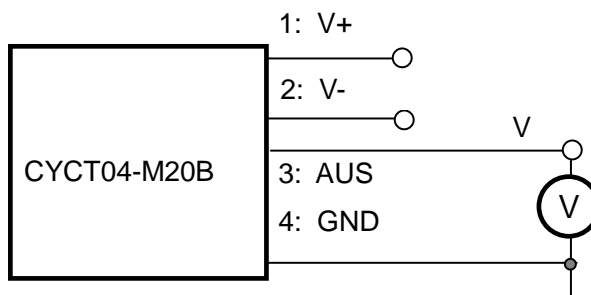 1: V+
2: V-
V
CYCT04-M20B
3: AUS
V
4: GND